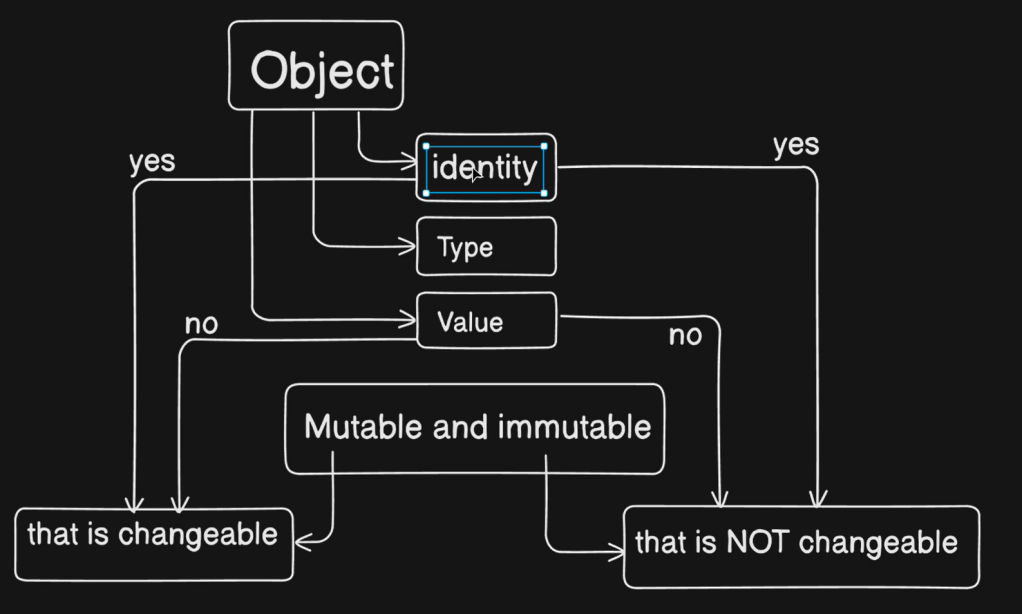 Object
yes
identity
yes
Type
no
Value
no
Mutable and immutable
that is changeable
that is NOT changeable